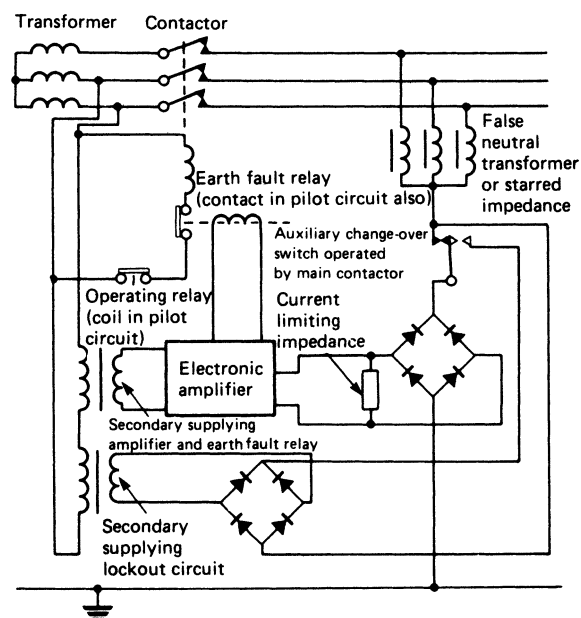 Transformer
Contactor
False
neutral
transformer
or starred
impedance
Earth fault relay
(contact in pilot circuit also)
Auxiliary change-over
switch operated
by main contactor
Operating relay
(coil in pilot
circuit)
Current
limiting
impedance
Electronic
amplifier
Secondary supplying
amplifier and earth fault relay
Secondary
supplying
lockout circuit